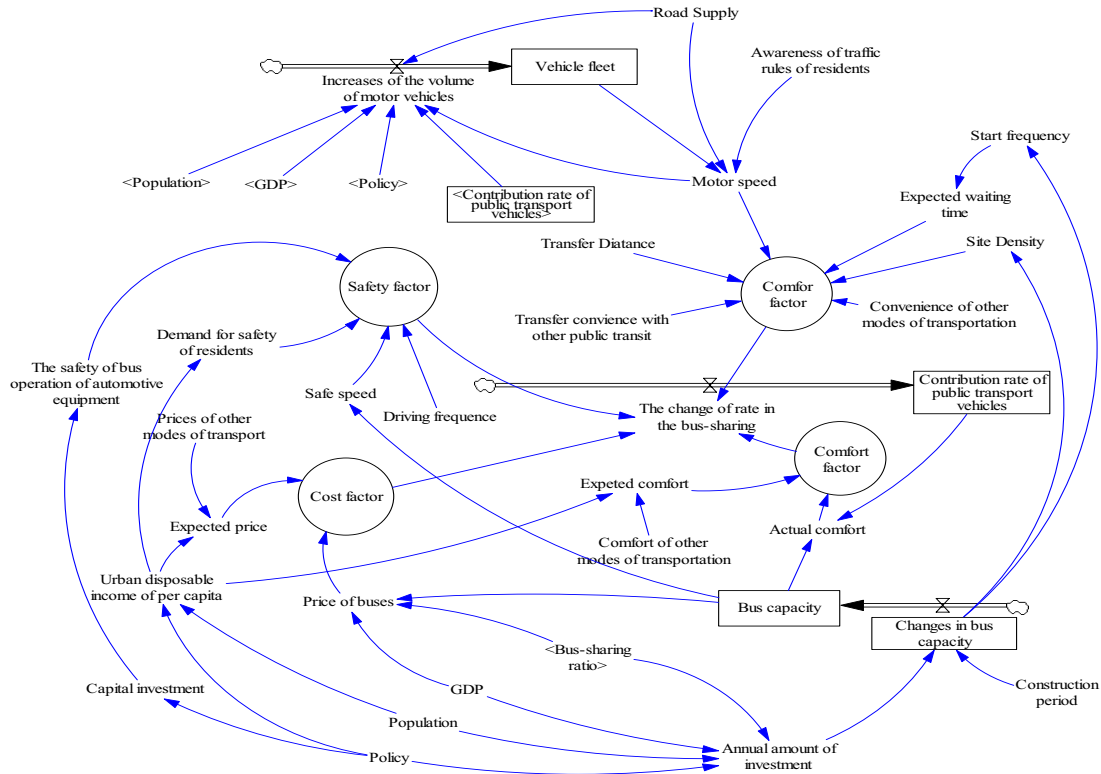 Road Supply
Vehicle fleet
Awareness of traffic
rules of residents
Increases of the volume
of motor vehicles
Start frequency
<Population>
<GDP>
<Policy>
<Contribution rate of
public transport
vehicles>
Motor speed
Expected waiting
time
Transfer Diatance
Site Density
Safety factor
Comfor
factor
Transfer convience with
other public transit
Convenience of other
modes of transportation
Demand for safety
of residents
The safety of bus
operation of automotive
equipment
Safe speed
Driving frequence
Contribution rate of
public transport
vehicles
Prices of other
modes of transport
The change of rate in
the bus-sharing
Comfort
factor
Cost factor
Expeted comfort
Expected price
Actual comfort
Comfort of other
modes of transportation
Urban disposable
income of per capita
Price of buses
Bus capacity
Changes in bus
capacity
<Bus-sharing
ratio>
Capital investment
GDP
Construction
period
Population
Policy
Annual amount of
investment